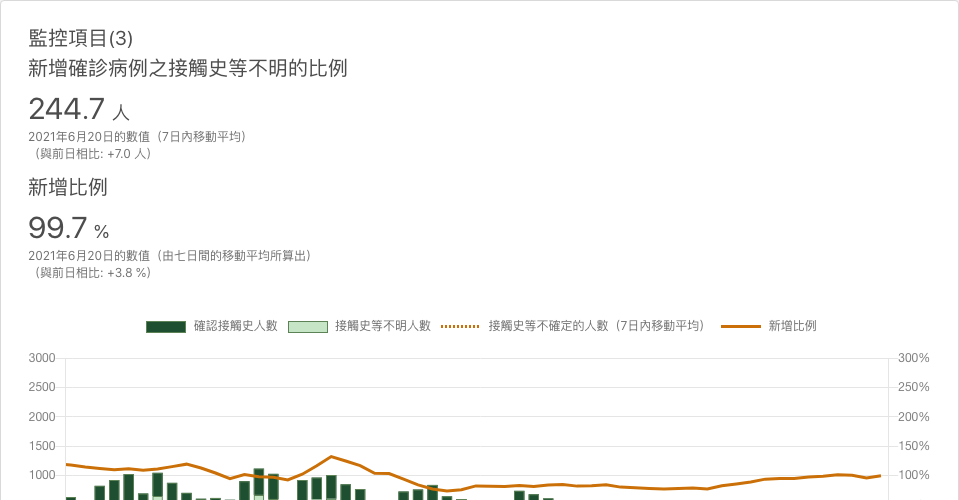 監控項目(3)
新增確診病例之接觸史等不明的比例
244.7 人
2021年6月20日的數值（7日內移動平均）
（與前日相比: +7.0 人）
新增比例
99.7 %
2021年6月20日的數值（由七日間的移動平均所算出）
（與前日相比: +3.8 %）
確認接觸史人數 接觸史等不明人數 接觸史等不確定的人數（7日內移動平均） 新增比例
3000 300%
2500 250%
2000 200%
1500 150%
1000 100%